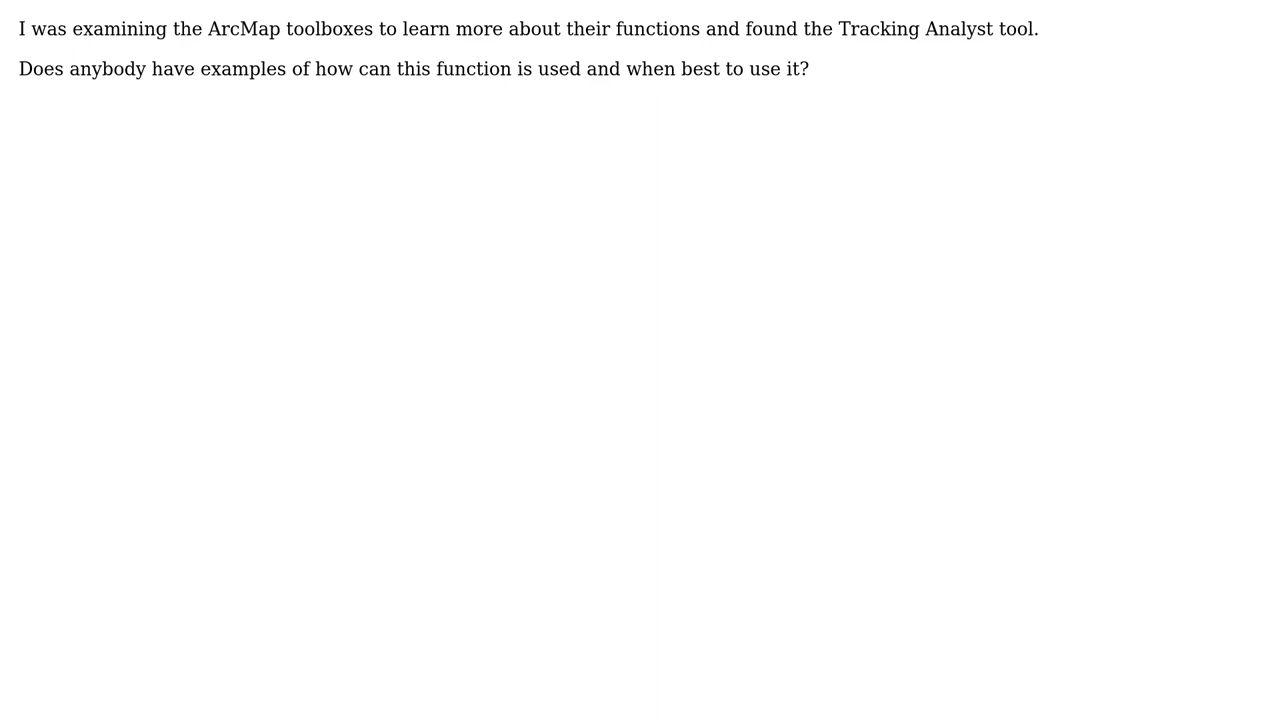 I was examining the ArcMap toolboxes to learn more about their functions and found the Tracking Analyst tool.
Does anybody have examples of how can this function is used and when best to use it?